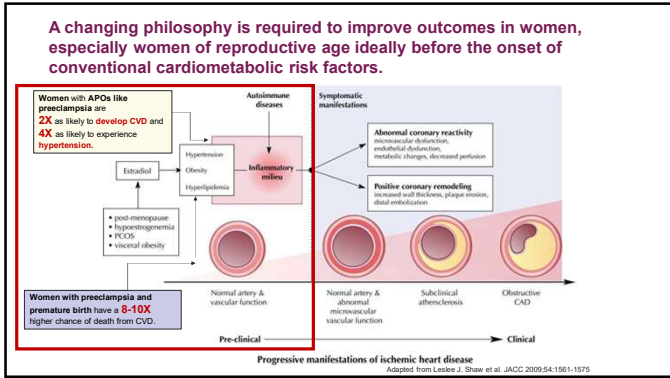 A changing philosophy is required to improve outcomes in women,
especially women of reproductive age ideally before the onset of
conventional cardiometabolic risk factors.
Women with APOs like
preeclampsia are
2X as likely to develop CVD and
4X as likely to experience
hypertension.
Autoimmune
diseases
Symptomatic
manifestations
Estradiol
Hypertension
Obesity
Hyperlipidemia
Inflammatory
milieu
Abnormal coronary reactivity
microvascular dysfunction,
endothelial dysfunction,
metabolic changes, decreased perfusion
Positive coronary remodeling
increased wall thickness, plaque erosion,
distal embolization
• post-menopause
• hypoestrogenemia
• PCOS
• visceral obesity
Women with preeclampsia and
premature birth have a 8-10X
higher chance of death from CVD.
Normal artery &
vascular function
Normal artery &
abnormal
microvascular
vascular function
Subclinical
athersclerosis
Obstructive
CAD
Pre-clinical
Clinical
Progressive manifestations of ischemic heart disease
Adapted from Leslee J. Shaw et al. JACC 2009;54:1561-1575